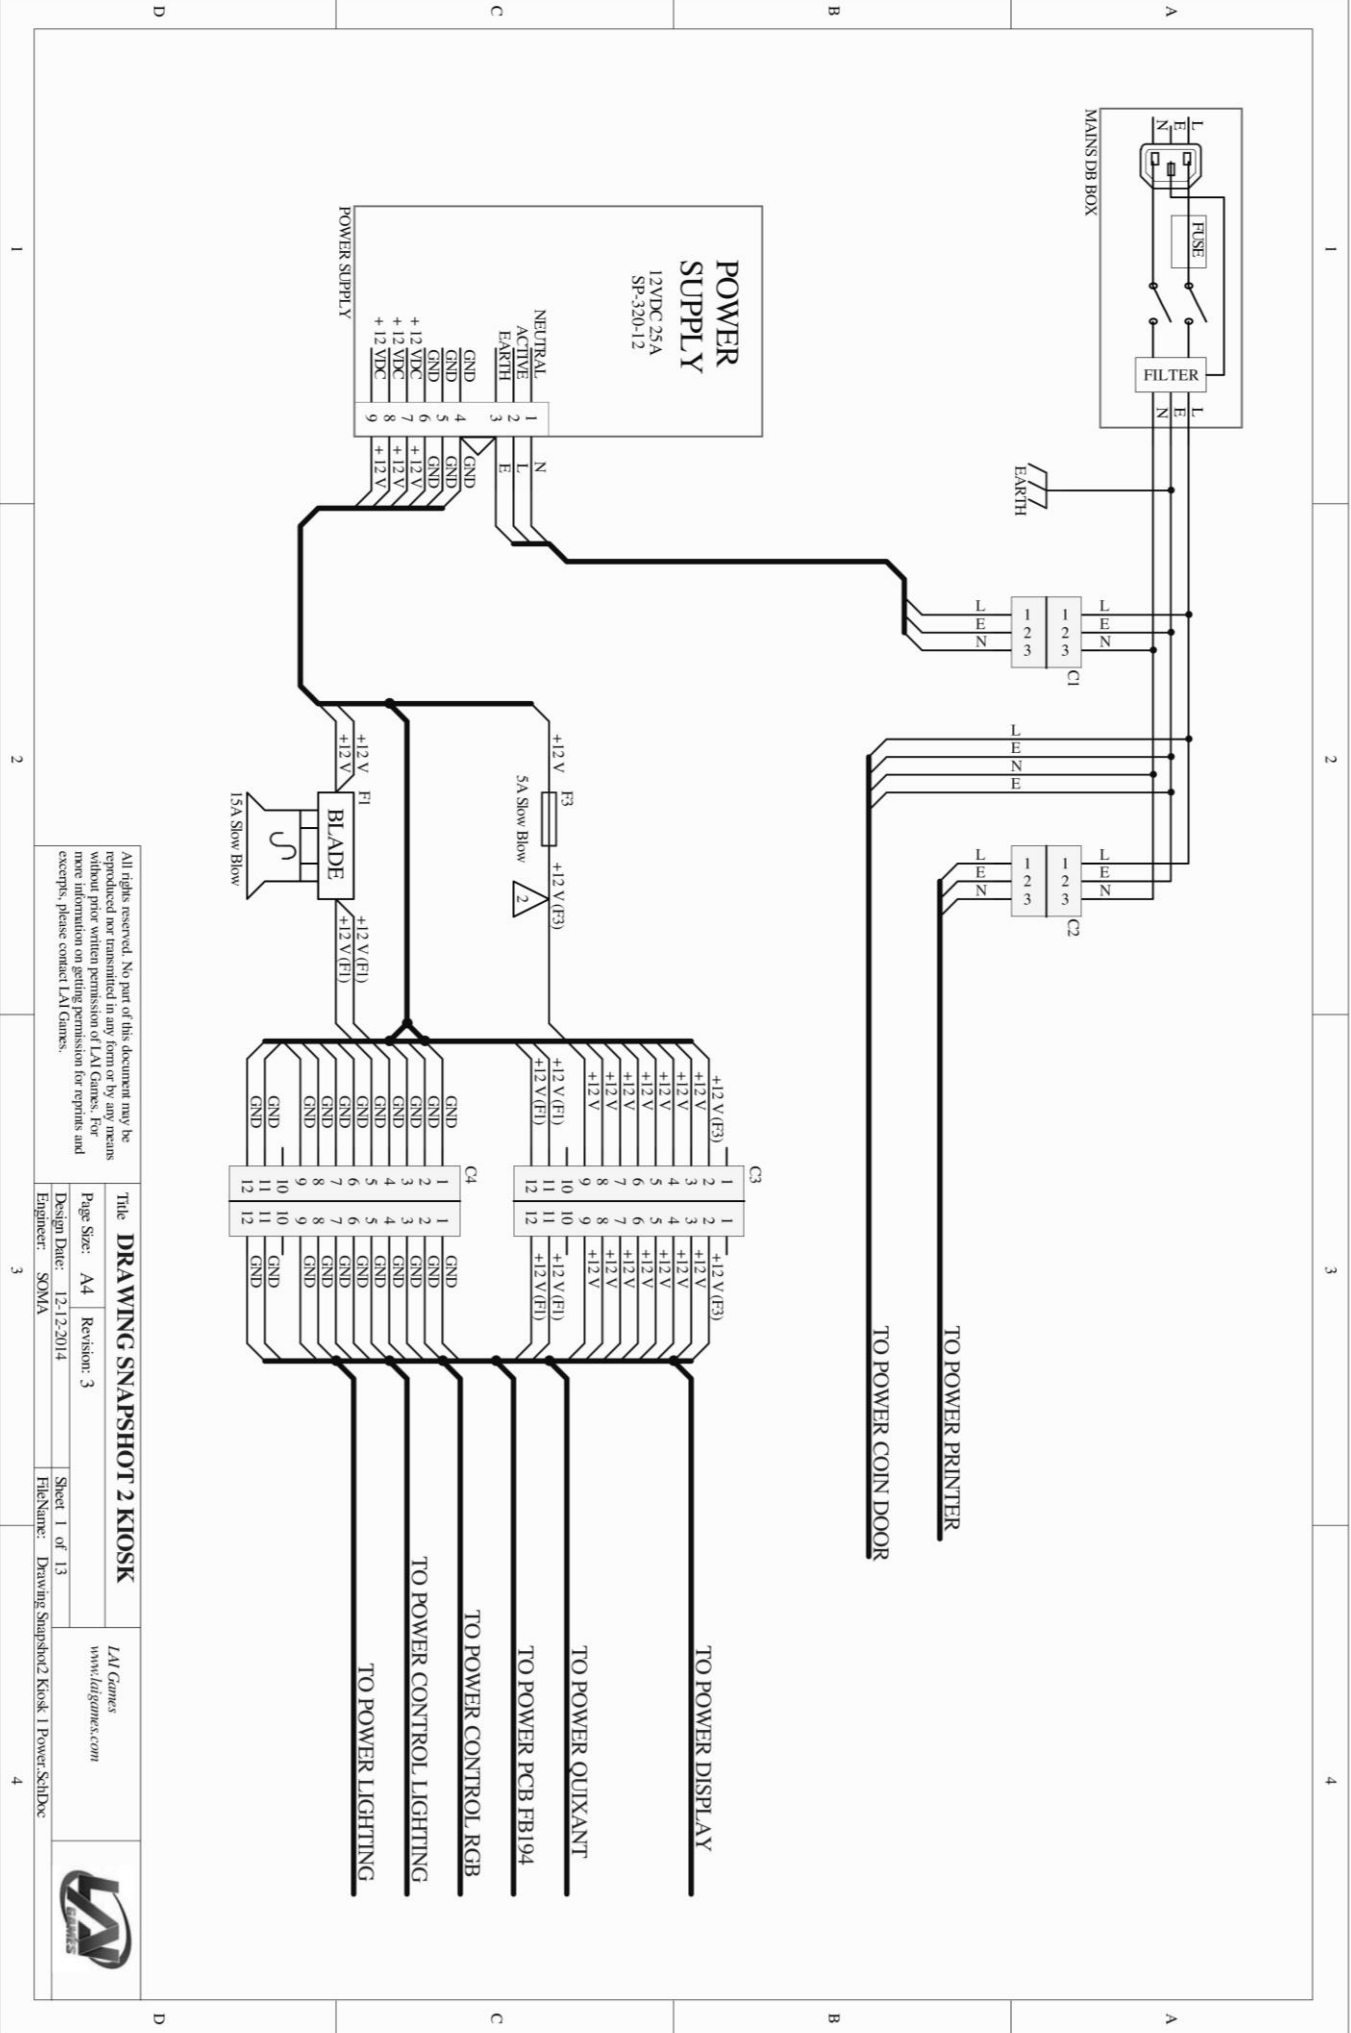 1
2
3
4
A
B
C
D
MAINS DB BOX
L
E
N
FUSE
FILTER
L
E
N
EARTH
L
E
N
1
2
3
1
2
3
C1
L
E
N
L
E
N
E
L
E
N
1
2
3
1
2
3
C2
L
E
N
TO POWER PRINTER
TO POWER COIN DOOR
POWER
SUPPLY
12VDC 25A
SP-320-12
NEUTRAL
ACTIVE
EARTH
GND
GND
GND
+ 12 VDC
+ 12 VDC
+ 12 VDC
1
2
3
4
5
6
7
8
9
N
L
E
GND
GND
GND
+ 12 V
+ 12 V
+ 12 V
POWER SUPPLY
+12 V
F3
5A Slow Blow
+12 V (F3)
2
+12 V
+12 V
F1
BLADE
15A Slow Blow
+12 V (F1)
+12 V (F1)
C3
+12 V (F3)
+12 V
+12 V
+12 V
+12 V
+12 V
+12 V
+12 V
+12 V (F1)
+12 V (F1)
1
2
3
4
5
6
7
8
9
10
11
12
1
2
3
4
5
6
7
8
9
10
11
12
+12 V (F3)
+12 V
+12 V
+12 V
+12 V
+12 V
+12 V
+12 V
+12 V (F1)
+12 V (F1)
C4
GND
GND
GND
GND
GND
GND
GND
GND
GND
GND
GND
1
2
3
4
5
6
7
8
9
10
11
12
1
2
3
4
5
6
7
8
9
10
11
12
GND
GND
GND
GND
GND
GND
GND
GND
GND
GND
GND
TO POWER DISPLAY
TO POWER QUIXANT
TO POWER PCB FB194
TO POWER CONTROL RGB
TO POWER CONTROL LIGHTING
TO POWER LIGHTING
All rights reserved. No part of this document may be
reproduced nor transmitted in any form or by any means
without prior written permission of LAI Games. For
more information on getting permission for reprints and
excerpts, please contact LAI Games.
Title DRAWING SNAPSHOT 2 KIOSK
Page Size: A4 Revision: 3
Design Date: 12-12-2014 Sheet 1 of 13
Engineer: SOMA FileName: Drawing Snapshot2 Kiosk 1 Power.SchDoc
LAI Games
www.laigames.com
LAI
GAMES
1
2
3
4
A
B
C
D